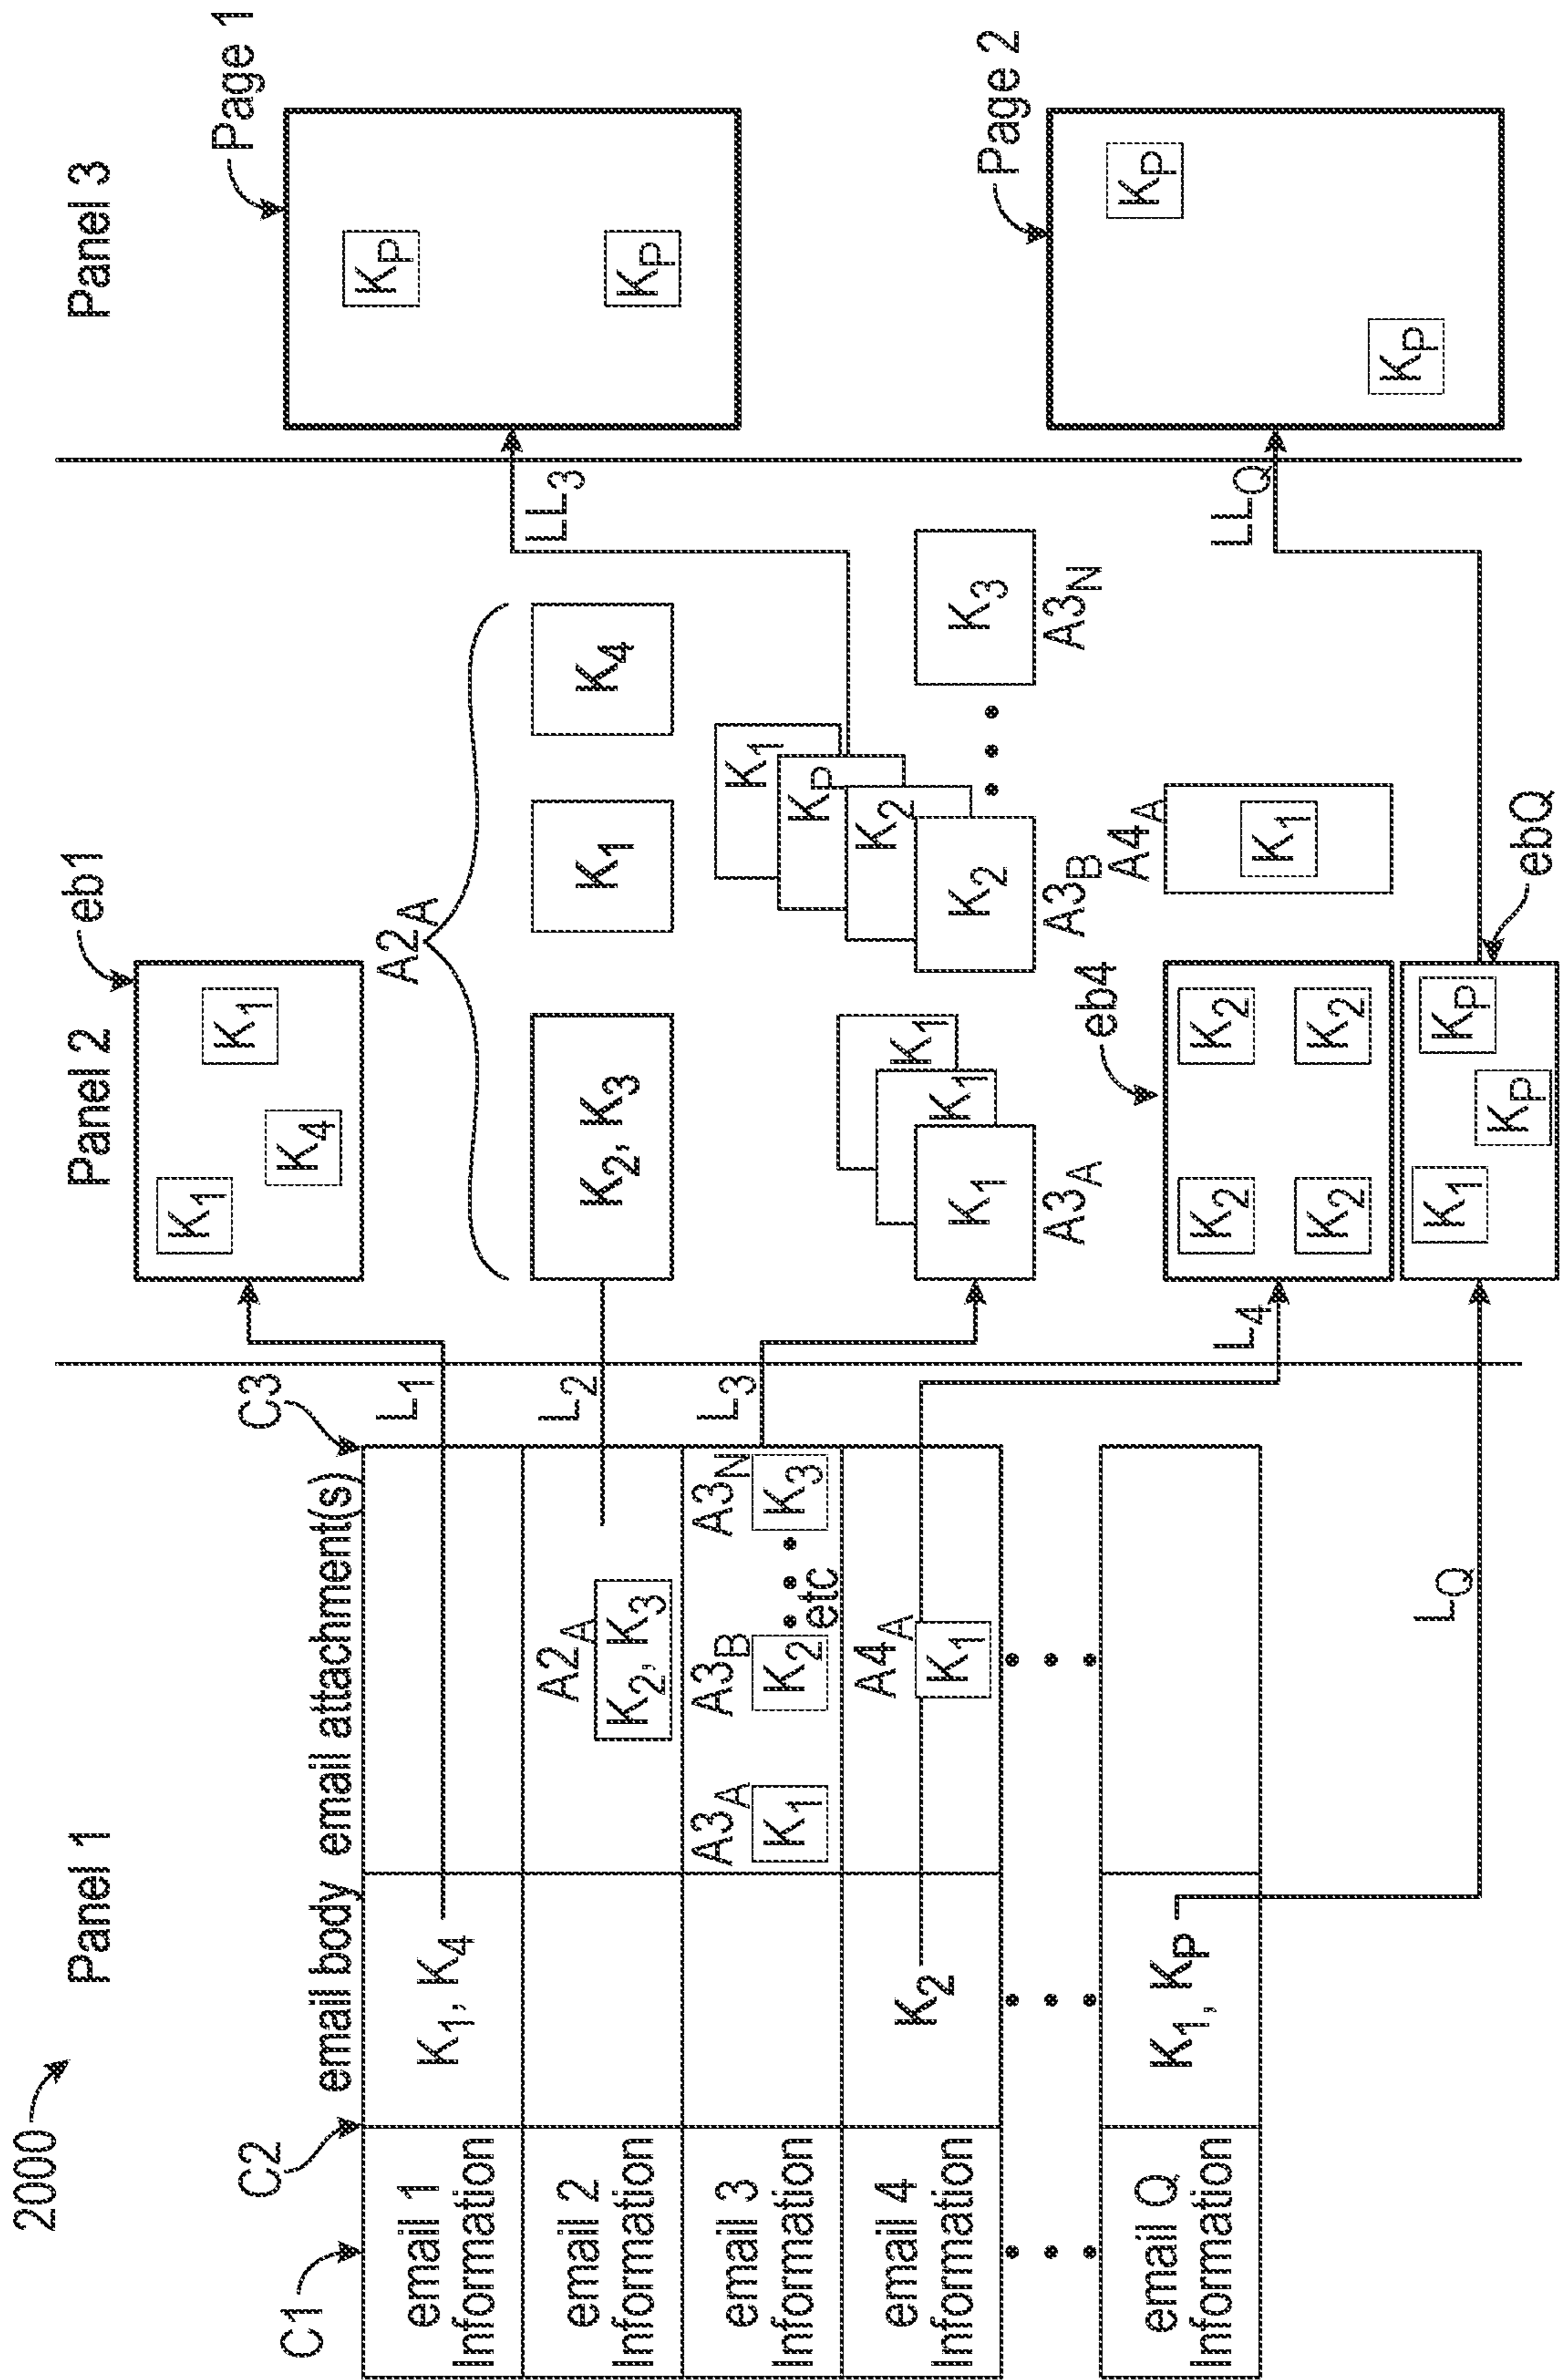 2000
Panel 1
Panel 2
Panel 3
C1
C2
email body
email attachment(s)
C3
email 1
Information
K1, K4
L1
email 2
Information
A2A
K2, K3
L2
email 3
Information
A3A
K1
A3B
K2
etc
A3N
K3
L3
email 4
Information
K2
A4A
K1
L4
email Q
Information
K1, KP
LQ
eb1
K1
K4
K1
A2A
K2, K3
K1
K4
K1
K1
K1
A3A
K1
KP
K2
K2
A3B
K3
A3N
eb4
K2
K2
K2
K2
A4A
K1
K1
KP
KP
ebQ
LL3
LLQ
Page 1
KP
KP
Page 2
KP
KP